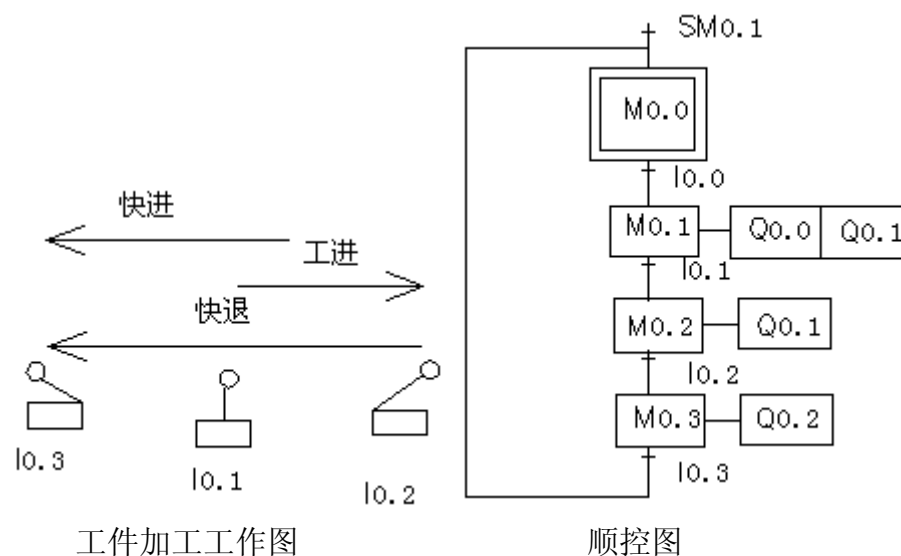 快进
工进
快退
I0.3
I0.1
I0.2
工件加工工作图
SM0.1
M0.0
I0.0
M0.1 Q0.0 Q0.1
I0.1
M0.2 Q0.1
I0.2
M0.3 Q0.2
I0.3
顺控图